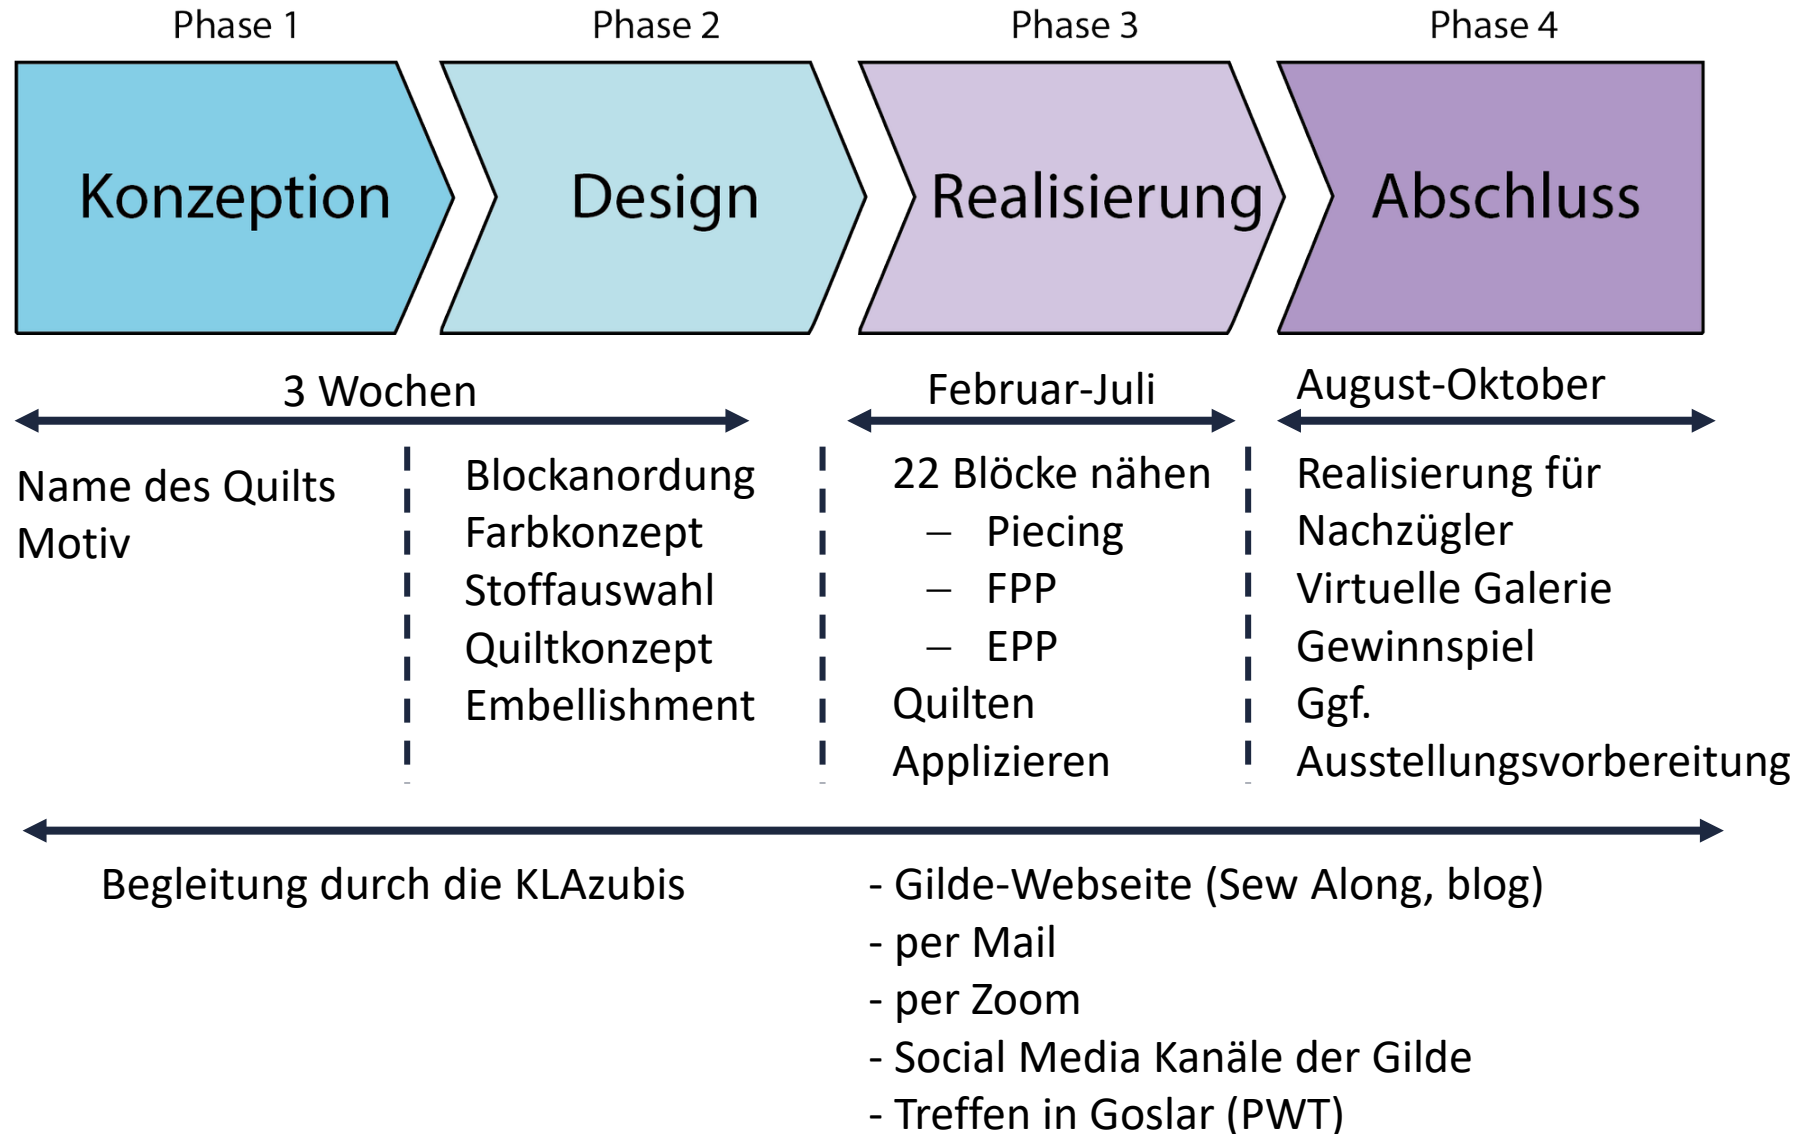 Phase 1
Phase 2
Phase 3
Phase 4
Konzeption
Design
Realisierung
Abschluss
3 Wochen
Februar-Juli
August-Oktober
Name des Quilts
Motiv
Blockanordung
Farbkonzept
Stoffauswahl
Quiltkonzept
Embellishment
22 Blöcke nähen
– Piecing
– FPP
– EPP
Quilten
Applizieren
Realisierung für
Nachzügler
Virtuelle Galerie
Gewinnspiel
Ggf.
Ausstellungsvorbereitung
Begleitung durch die KLAzubis
- Gilde-Webseite (Sew Along, blog)
- per Mail
- per Zoom
- Social Media Kanäle der Gilde
- Treffen in Goslar (PWT)